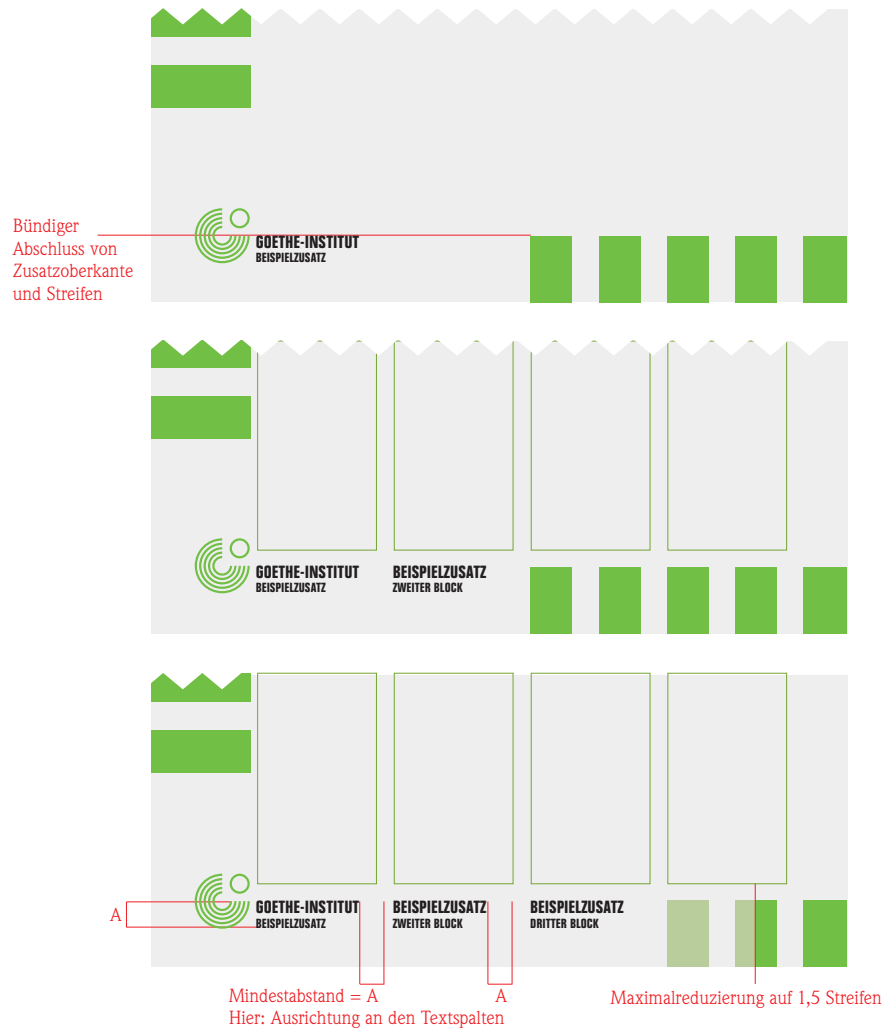 Bündiger
Abschluss von
Zusatzoberkante
und Streifen
GOETHE-INSTITUT
BEISPIELZUSATZ
GOETHE-INSTITUT
BEISPIELZUSATZ
BEISPIELZUSATZ
ZWEITER BLOCK
A
GOETHE-INSTITUT
BEISPIELZUSATZ
BEISPIELZUSATZ
ZWEITER BLOCK
BEISPIELZUSATZ
DRITTER BLOCK
Mindestabstand = A
Hier: Ausrichtung an den Textspalten
A
Maximalreduzierung auf 1,5 Streifen